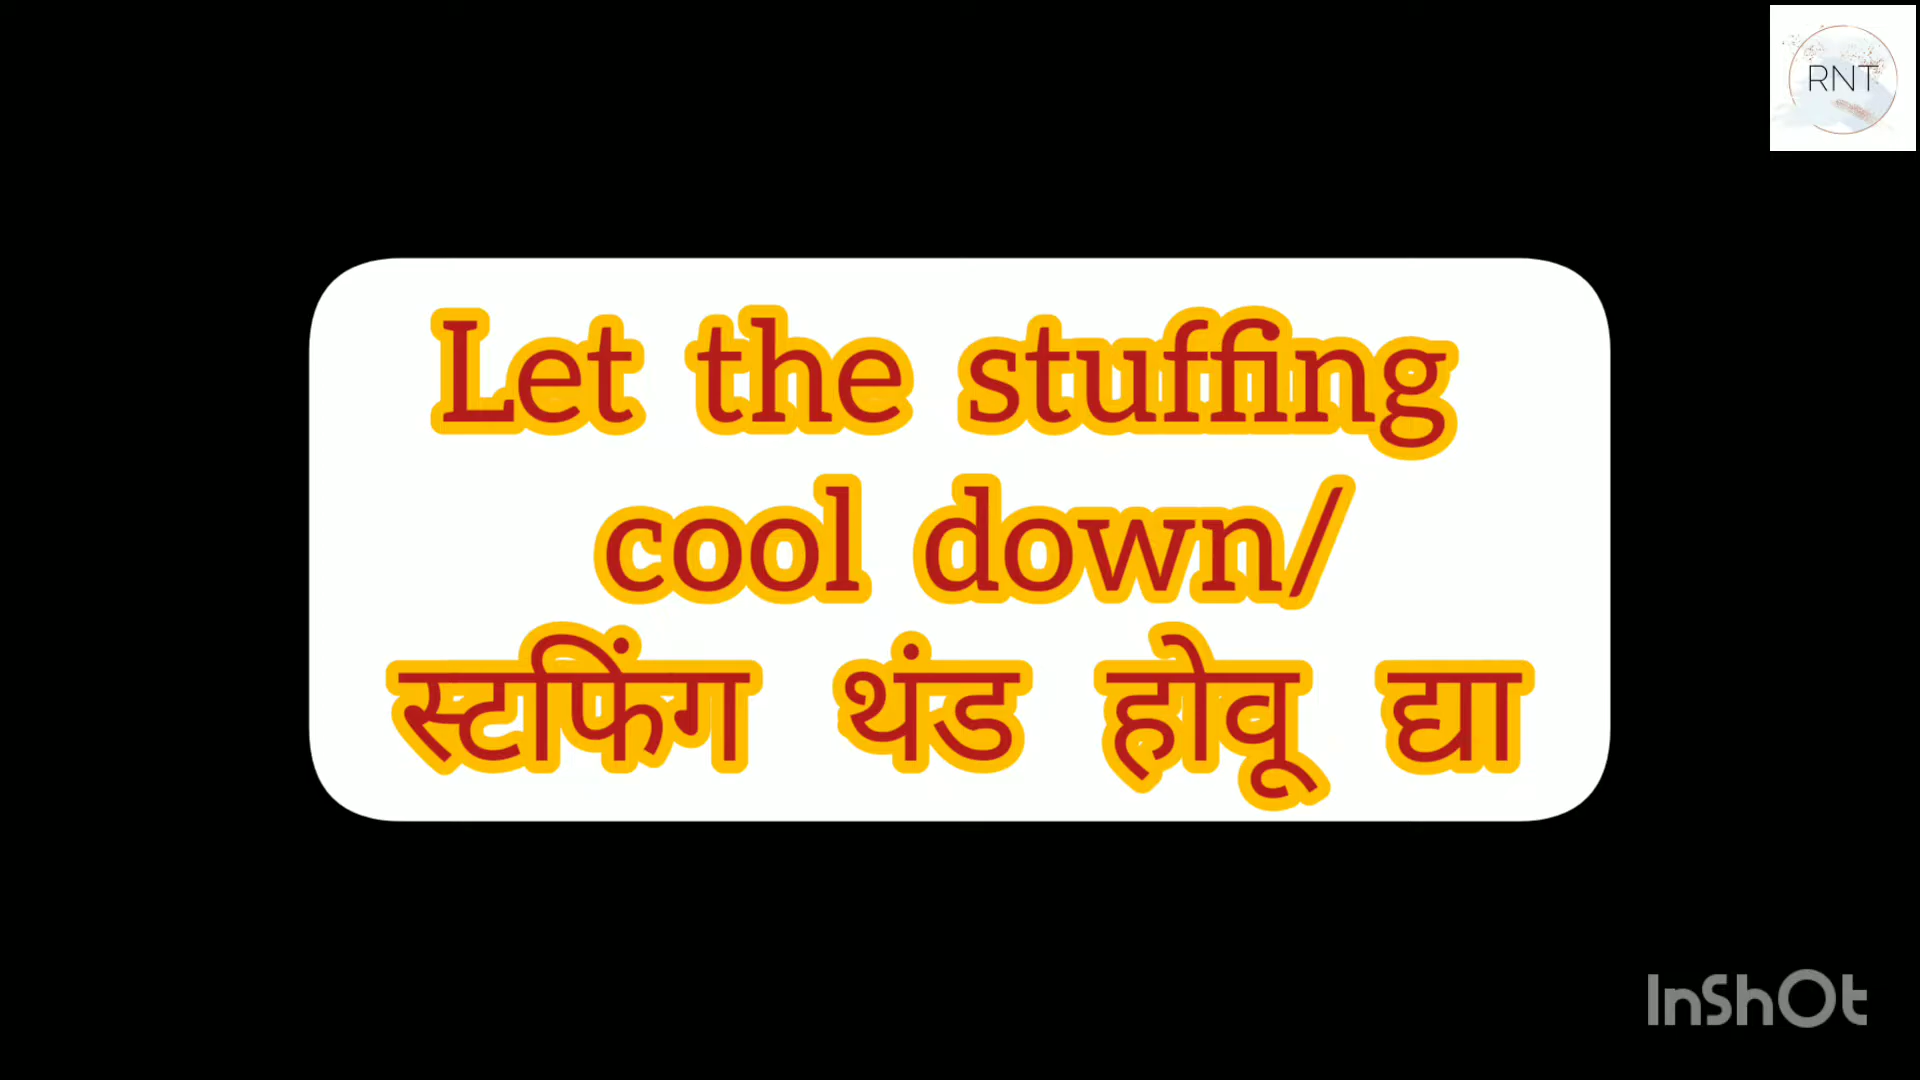 RNT
Let the stuffing
cool down/
स्टफिंग थंड होवू द्या
InShOt